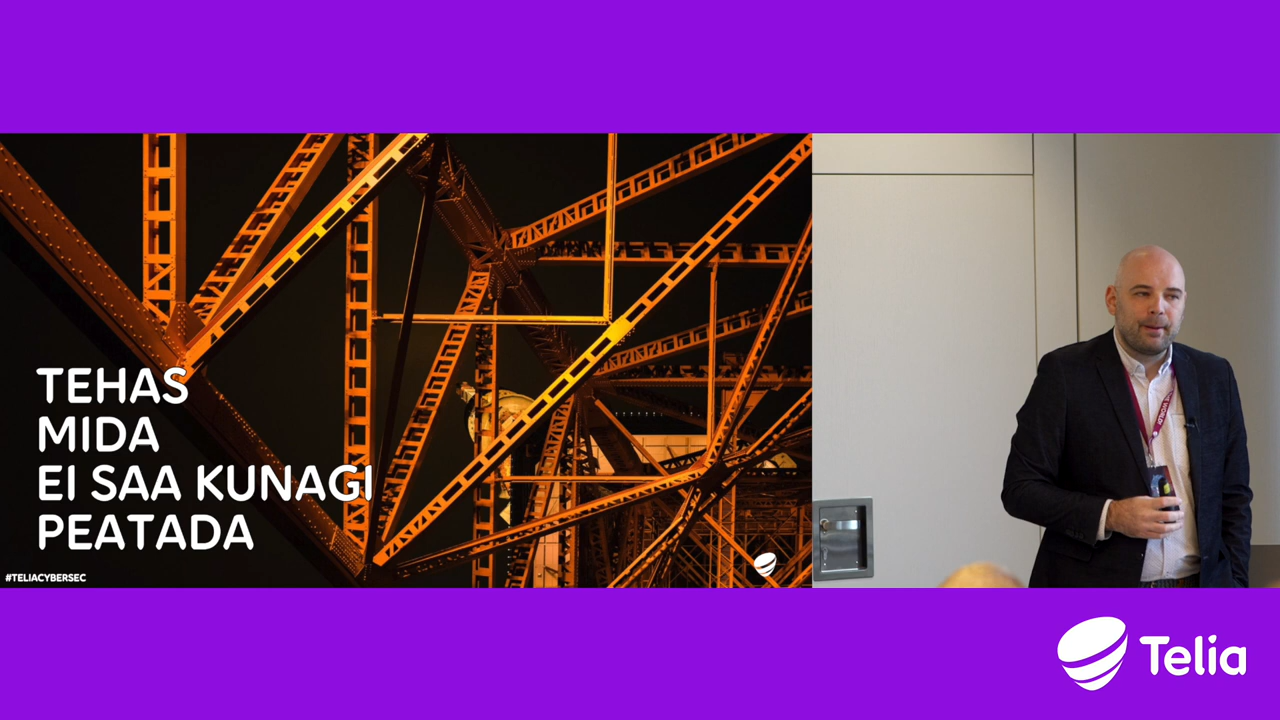 TEHAS
MIDA
EI SAA KUNAGI
PEATADA
#TELIACYBERSEC
Telia